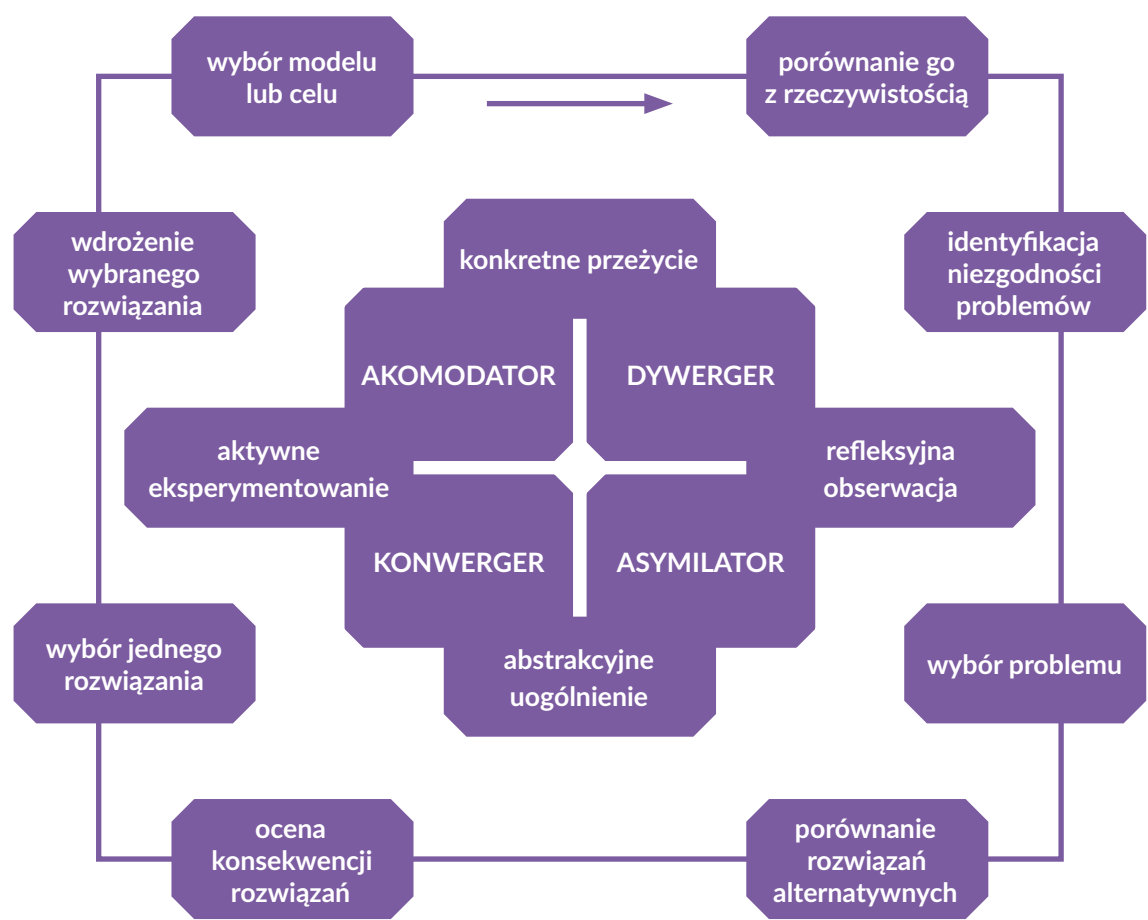 wybór modelu
lub celu
porównanie go
z rzeczywistością
wdrożenie
wybranego
rozwiązania
identyfikacja
niezgodności
problemów
konkretne przeżycie
AKOMODATOR
DYWERGER
aktywne
eksperymentowanie
refleksyjna
obserwacja
KONWERGER
ASYMILATOR
abstrakcyjne
uogólnienie
wybór jednego
rozwiązania
wybór problemu
ocena
konsekwencji
rozwiązań
porównanie
rozwiązań
alternatywnych